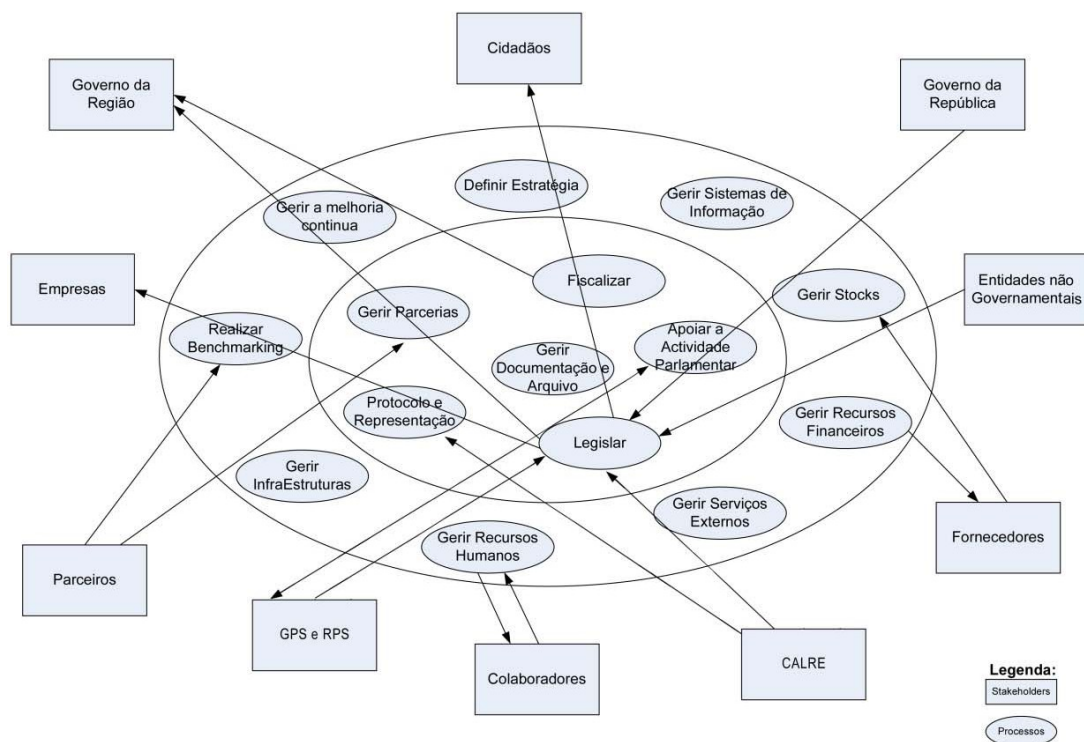 Cidadãos
Governo da
Região
Governo da
República
Definir Estratégia
Gerir Sistemas de
Informação
Gerir a melhoria
continua
Empresas
Fiscalizar
Gerir Stocks
Entidades não
Governamentais
Gerir Parcerias
Realizar
Benchmarking
Apoiar a
Actividade
Parlamentar
Gerir
Documentação e
Arquivo
Protocolo e
Representação
Legislar
Gerir Recursos
Financeiros
Gerir
InfraEstruturas
Gerir Serviços
Externos
Gerir Recursos
Humanos
Fornecedores
Parceiros
GPS e RPS
Colaboradores
CALRE
Legenda:
Stakeholders
Processos